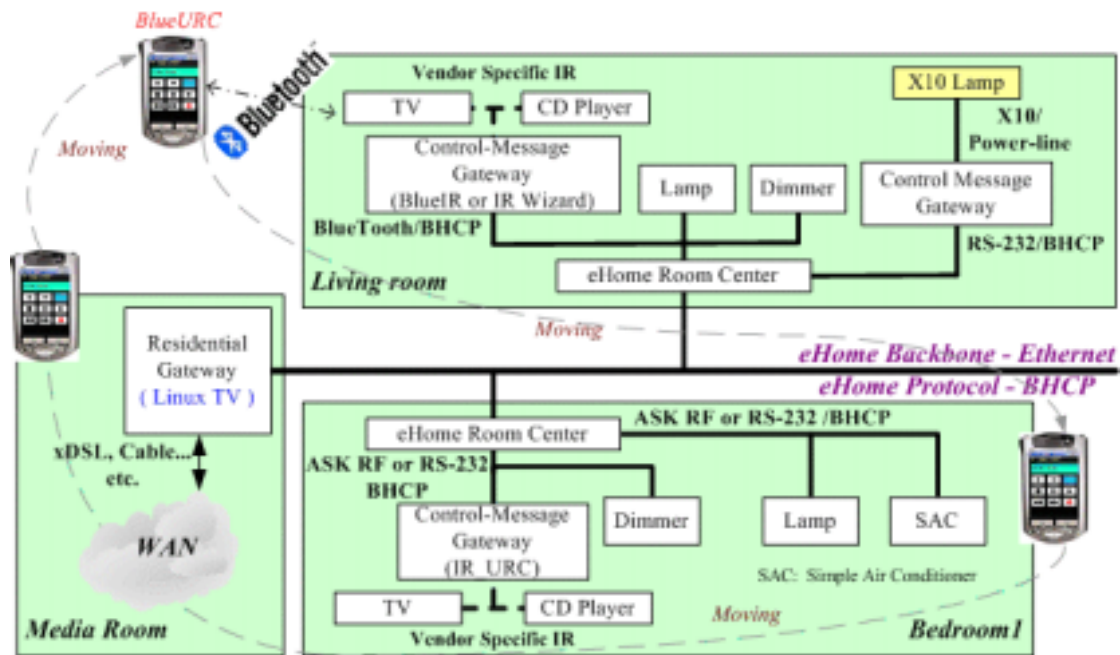 BlueURC
Bluetooth
Moving
Vendor Specific IR
TV
CD Player
X10 Lamp
X10/
Power-line
Control-Message
Gateway
(BlueIR or IR Wizard)
Lamp
Dimmer
Control Message
Gateway
BlueTooth/BHCP
RS-232/BHCP
eHome Room Center
Living room
Moving
Residential
Gateway
( Linux TV )
eHome Backbone - Ethernet
eHome Protocol - BHCP
xDSL, Cable...
etc.
WAN
Media Room
eHome Room Center
ASK RF or RS-232 /BHCP
ASK RF or RS-232
BHCP
Control-Message
Gateway
(IR_URC)
Dimmer
Lamp
SAC
SAC: Simple Air Conditioner
TV
CD Player
Vendor Specific IR
Moving
Bedroom1